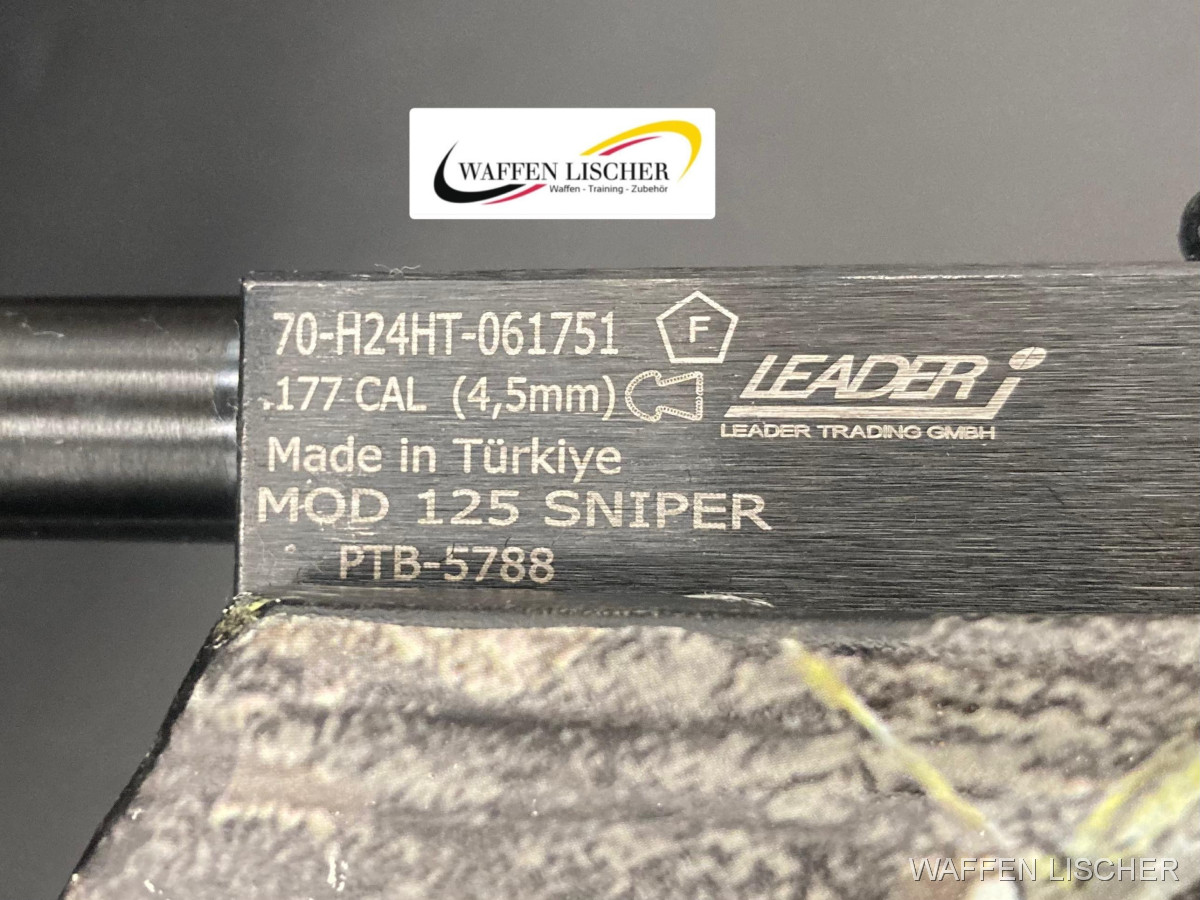 WAFFEN LISCHER
Waffen - Training - Zubehör
70-H24HT-061751
F
.177 CAL (4,5mm)
LEADER
LEADER TRADING GMBH
Made in Türkiye
MOD 125 SNIPER
PTB-5788
WAFFEN LISCHER